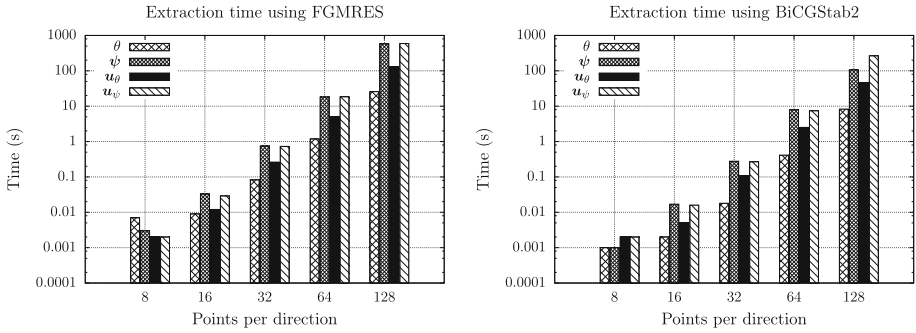 Extraction time using FGMRES
Time (s)
1000
100
10
1
0.1
0.01
0.001
0.0001
θ
ψ
u_θ
u_ψ
8 16 32 64 128
Points per direction
Extraction time using BiCGStab2
Time (s)
1000
100
10
1
0.1
0.01
0.001
0.0001
θ
ψ
u_θ
u_ψ
8 16 32 64 128
Points per direction